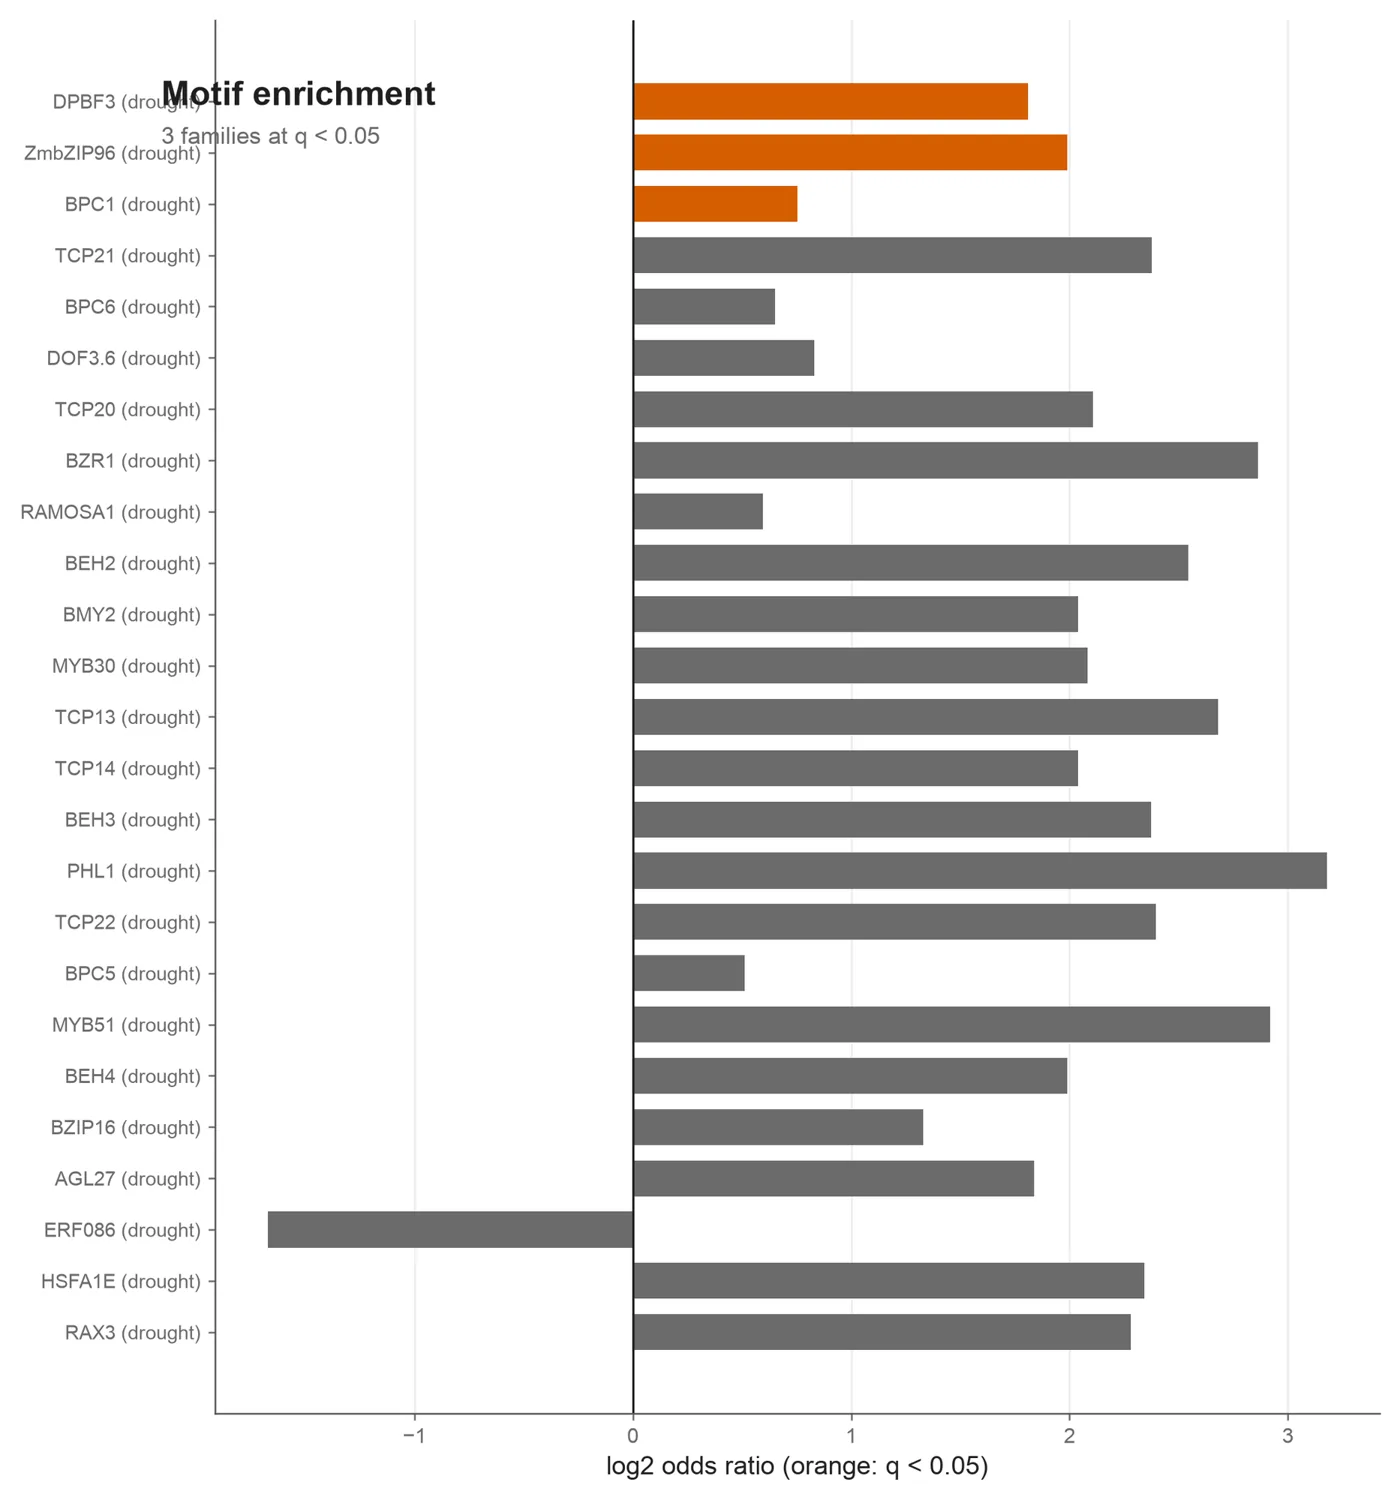 Motif enrichment
3 families at q < 0.05
DPBF3 (drought)
ZmbZIP96 (drought)
BPC1 (drought)
TCP21 (drought)
BPC6 (drought)
DOF3.6 (drought)
TCP20 (drought)
BZR1 (drought)
RAMOSA1 (drought)
BEH2 (drought)
BMY2 (drought)
MYB30 (drought)
TCP13 (drought)
TCP14 (drought)
BEH3 (drought)
PHL1 (drought)
TCP22 (drought)
BPC5 (drought)
MYB51 (drought)
BEH4 (drought)
BZIP16 (drought)
AGL27 (drought)
ERF086 (drought)
HSFA1E (drought)
RAX3 (drought)
−1 0 1 2 3
log2 odds ratio (orange: q < 0.05)